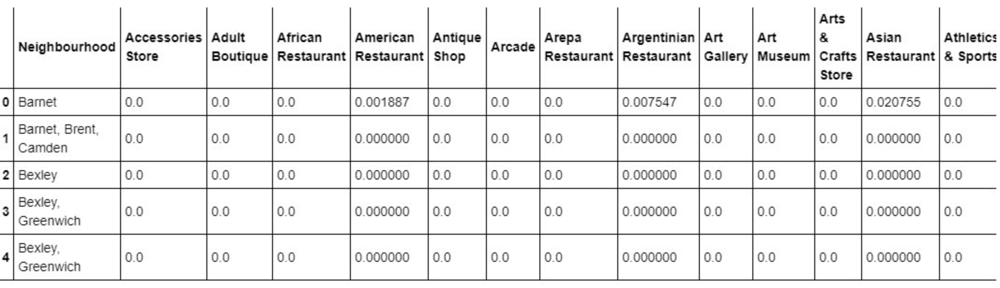 Neighbourhood Accessories Store Adult Boutique African Restaurant American Restaurant Antique Shop Arcade Arepa Restaurant Argentinian Restaurant Art Gallery Art Museum Arts & Crafts Store Asian Restaurant Athletics & Sports
0 Barnet 0.0 0.0 0.0 0.001887 0.0 0.0 0.0 0.007547 0.0 0.0 0.0 0.020755 0.0
1 Barnet, Brent, Camden 0.0 0.0 0.0 0.000000 0.0 0.0 0.0 0.000000 0.0 0.0 0.0 0.000000 0.0
2 Bexley 0.0 0.0 0.0 0.000000 0.0 0.0 0.0 0.000000 0.0 0.0 0.0 0.000000 0.0
3 Bexley, Greenwich 0.0 0.0 0.0 0.000000 0.0 0.0 0.0 0.000000 0.0 0.0 0.0 0.000000 0.0
4 Bexley, Greenwich 0.0 0.0 0.0 0.000000 0.0 0.0 0.0 0.000000 0.0 0.0 0.0 0.000000 0.0